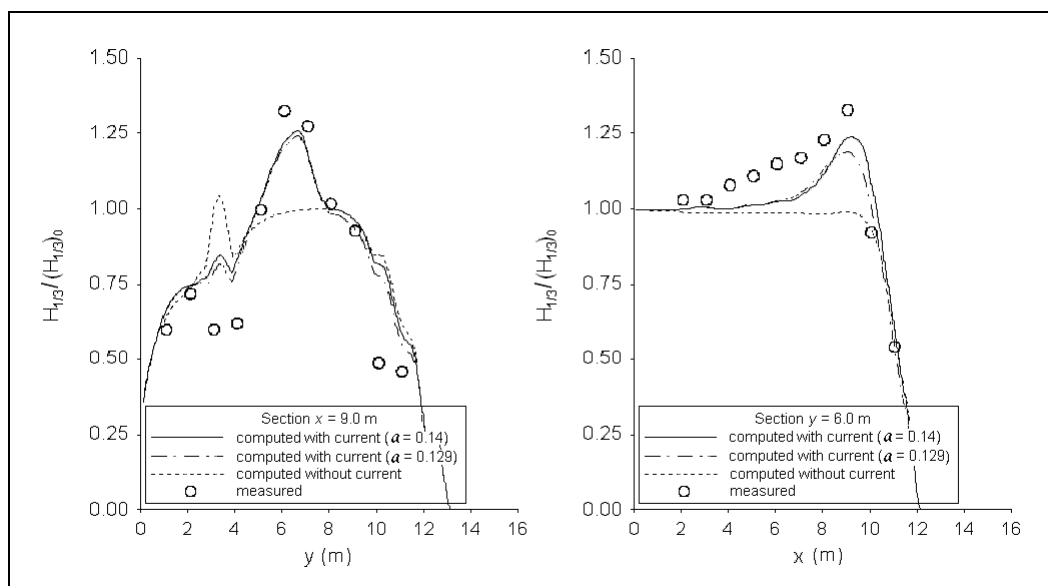 1.50
1.25
1.00
0.75
0.50
0.25
0.00
H1/3/(H1/3)0
Section x = 9.0 m
computed with current (a = 0.14)
computed with current (a = 0.129)
computed without current
measured
0 2 4 6 8 10 12 14 16
y (m)
1.50
1.25
1.00
0.75
0.50
0.25
0.00
H1/3/(H1/3)0
Section y = 6.0 m
computed with current (a = 0.14)
computed with current (a = 0.129)
computed without current
measured
0 2 4 6 8 10 12 14 16
x (m)